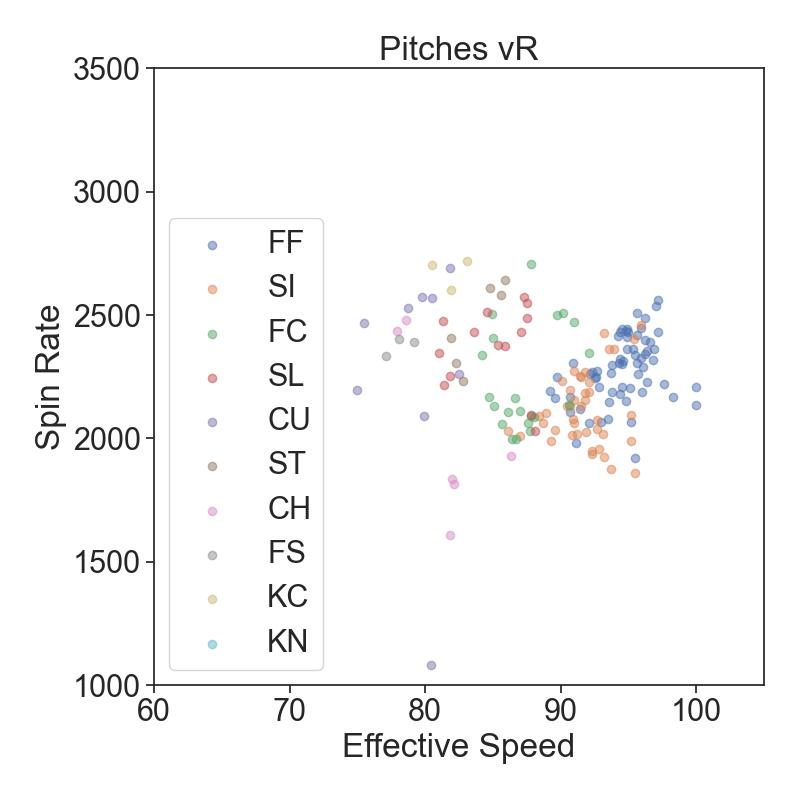 Pitches vR
3500
3000
2500
2000
1500
1000
Spin Rate
FF
SI
FC
SL
CU
ST
CH
FS
KC
KN
60 70 80 90 100
Effective Speed